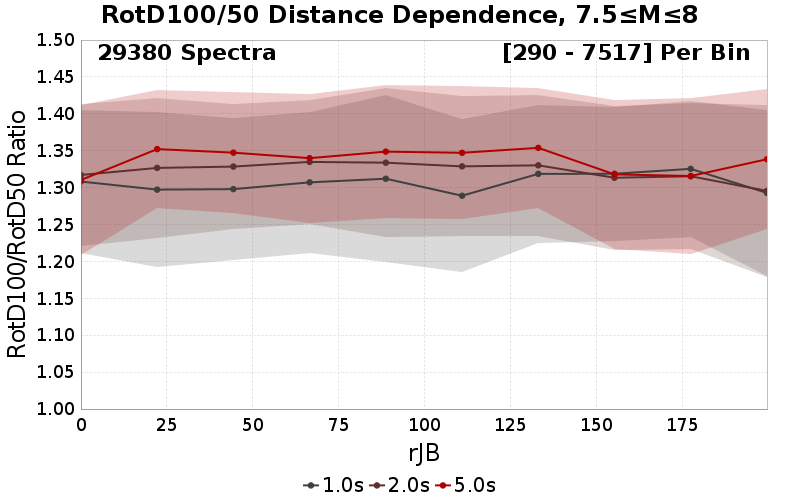 RotD100/50 Distance Dependence, 7.5≤M≤8
29380 Spectra
[290 - 7517] Per Bin
RotD100/RotD50 Ratio
1.50
1.45
1.40
1.35
1.30
1.25
1.20
1.15
1.10
1.05
1.00
0 25 50 75 100 125 150 175
rJB
1.0s 2.0s 5.0s